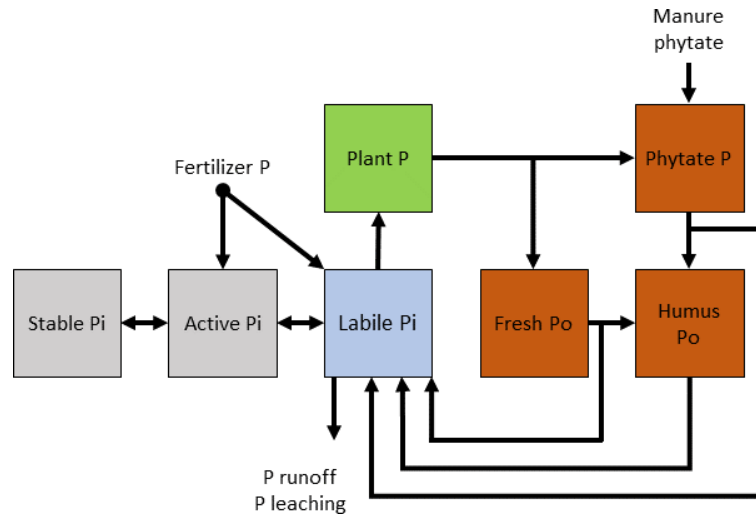 Manure
phytate
Plant P
Phytate P
Fertilizer P
Stable Pi
Active Pi
Labile Pi
Fresh Po
Humus
Po
P runoff
P leaching